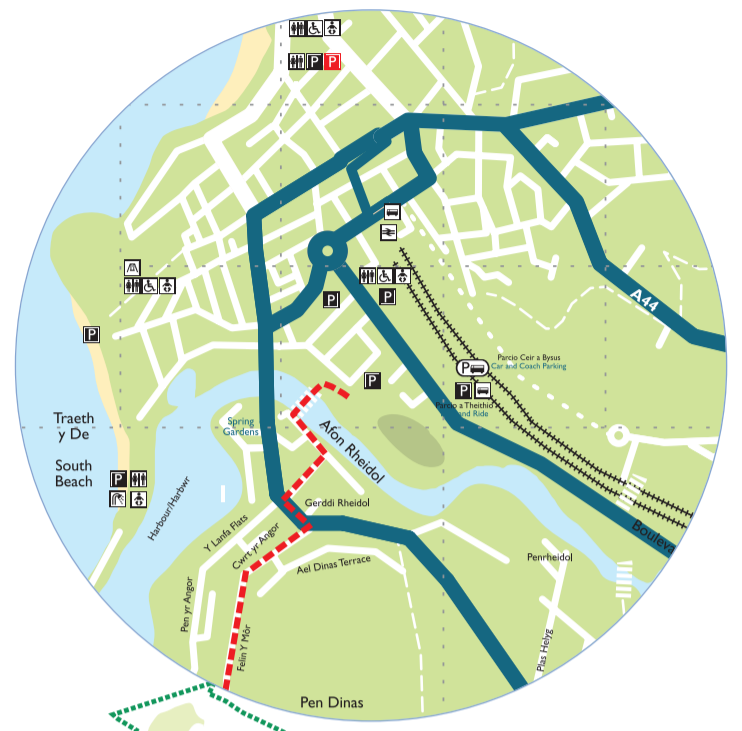 P P
A44
P
P
P
P
Parcio Ceir a Bysus
P
Car and Coach Parking
P
P
Parcio a Theithio
and Ride
Traeth
y De
Spring
Gardens
Afon Rheidol
South
Beach
P
Harbour/Harbwr
Gerddi Rheidol
Y Lanfa Flats
Cwrt yr Angor
Bouleva
Ael Dinas Terrace
Penrheidol
Pen yr Angor
Felin Y Môr
Plas Helyg
Pen Dinas